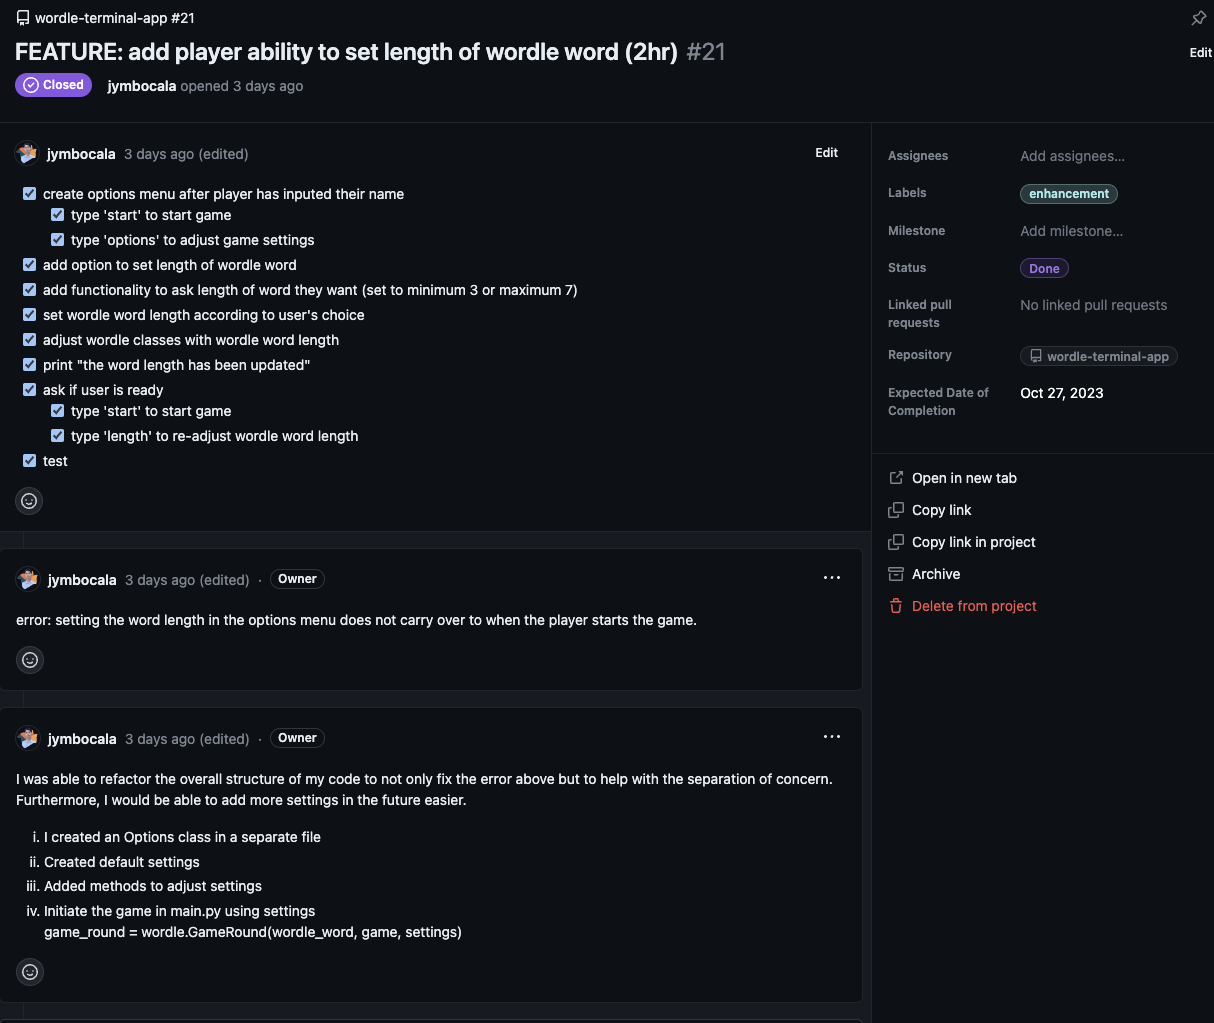 wordle-terminal-app #21
FEATURE: add player ability to set length of wordle word (2hr) #21
Edit
Closed
jymbocala opened 3 days ago
jymbocala 3 days ago (edited)
Edit
create options menu after player has inputed their name
type 'start' to start game
type 'options' to adjust game settings
add option to set length of wordle word
add functionality to ask length of word they want (set to minimum 3 or maximum 7)
set wordle word length according to user's choice
adjust wordle classes with wordle word length
print "the word length has been updated"
ask if user is ready
type 'start' to start game
type 'length' to re-adjust wordle word length
test
jymbocala 3 days ago (edited) · Owner
error: setting the word length in the options menu does not carry over to when the player starts the game.
jymbocala 3 days ago (edited) · Owner
I was able to refactor the overall structure of my code to not only fix the error above but to help with the separation of concern.
Furthermore, I would be able to add more settings in the future easier.
i. I created an Options class in a separate file
ii. Created default settings
iii. Added methods to adjust settings
iv. Initiate the game in main.py using settings
game_round = wordle.GameRound(wordle_word, game, settings)
Assignees
Add assignees...
Labels
enhancement
Milestone
Add milestone...
Status
Done
Linked pull
requests
No linked pull requests
Repository
wordle-terminal-app
Expected Date of
Completion
Oct 27, 2023
Open in new tab
Copy link
Copy link in project
Archive
Delete from project